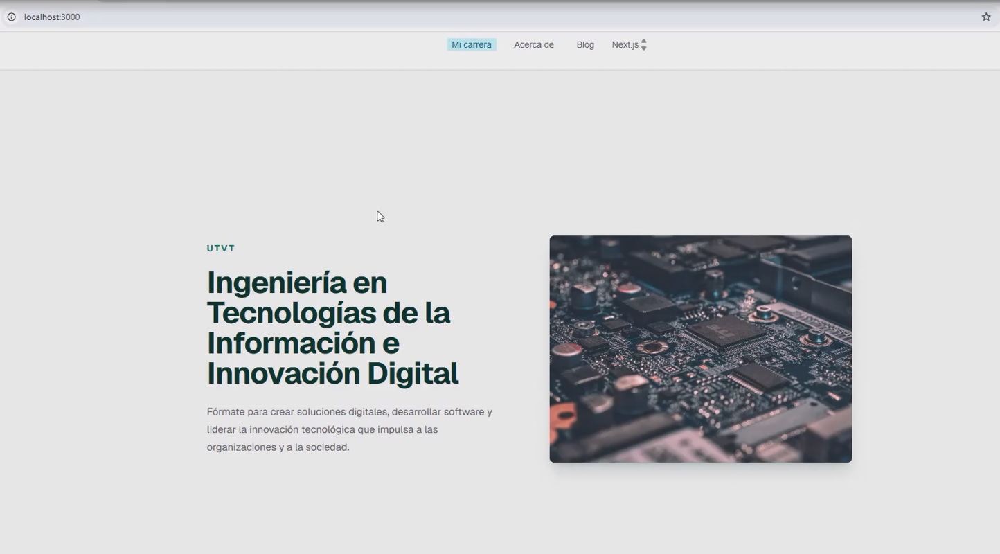 localhost:3000
Mi carrera
Acerca de
Blog
Next.js
UTVT
Ingeniería en
Tecnologías de la
Información e
Innovación Digital
Fórmate para crear soluciones digitales, desarrollar software y
liderar la innovación tecnológica que impulsa a las
organizaciones y a la sociedad.